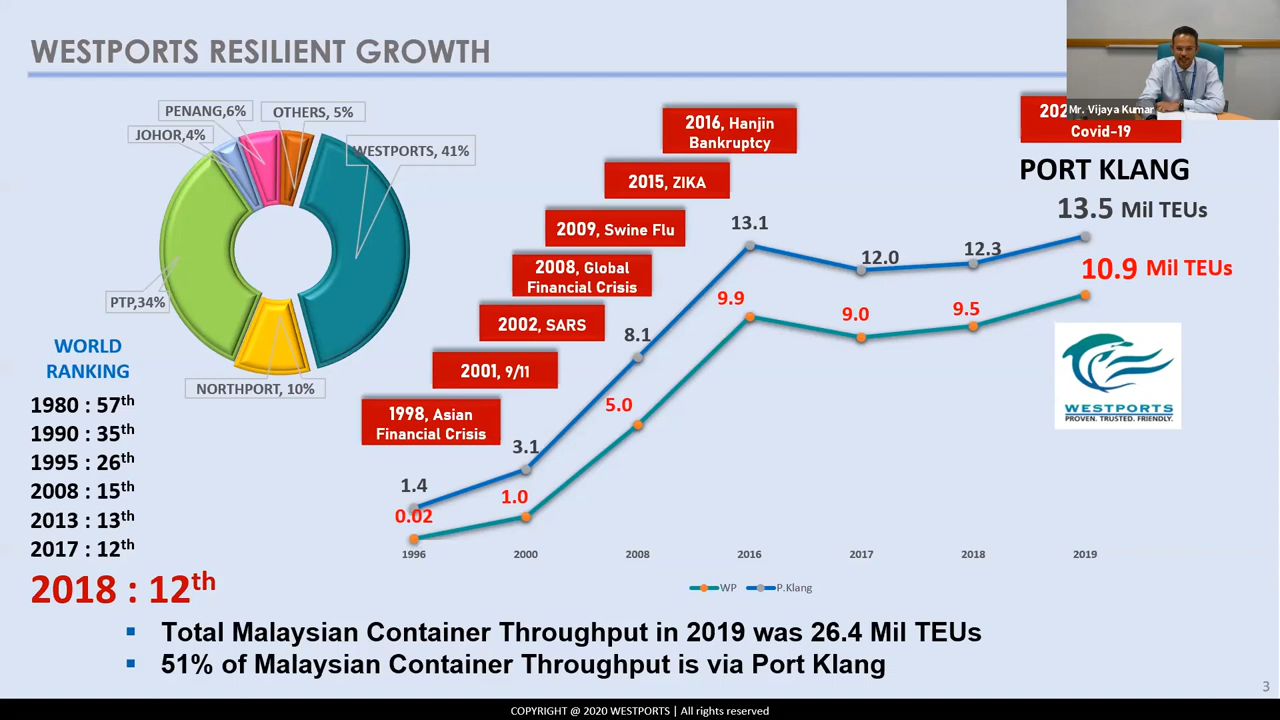 WESTPORTS RESILIENT GROWTH
Mr. Vijaya Kumar
PENANG,6%
OTHERS, 5%
JOHOR,4%
WESTPORTS, 41%
PTP,34%
NORTHPORT, 10%
WORLD
RANKING
1980 : 57th
1990 : 35th
1995 : 26th
2008 : 15th
2013 : 13th
2017 : 12th
2018 : 12th
1998, Asian
Financial Crisis
2001, 9/11
2002, SARS
2008, Global
Financial Crisis
2009, Swine Flu
2015, ZIKA
2016, Hanjin
Bankruptcy
Covid-19
PORT KLANG
13.5 Mil TEUs
10.9 Mil TEUs
1.4
3.1
8.1
13.1
12.0
12.3
0.02
1.0
5.0
9.9
9.0
9.5
WESTPORTS
PROVEN. TRUSTED. FRIENDLY.
1996
2000
2008
2016
2017
2018
2019
WP
P.Klang
▪ Total Malaysian Container Throughput in 2019 was 26.4 Mil TEUs
▪ 51% of Malaysian Container Throughput is via Port Klang
3
COPYRIGHT @ 2020 WESTPORTS | All rights reserved